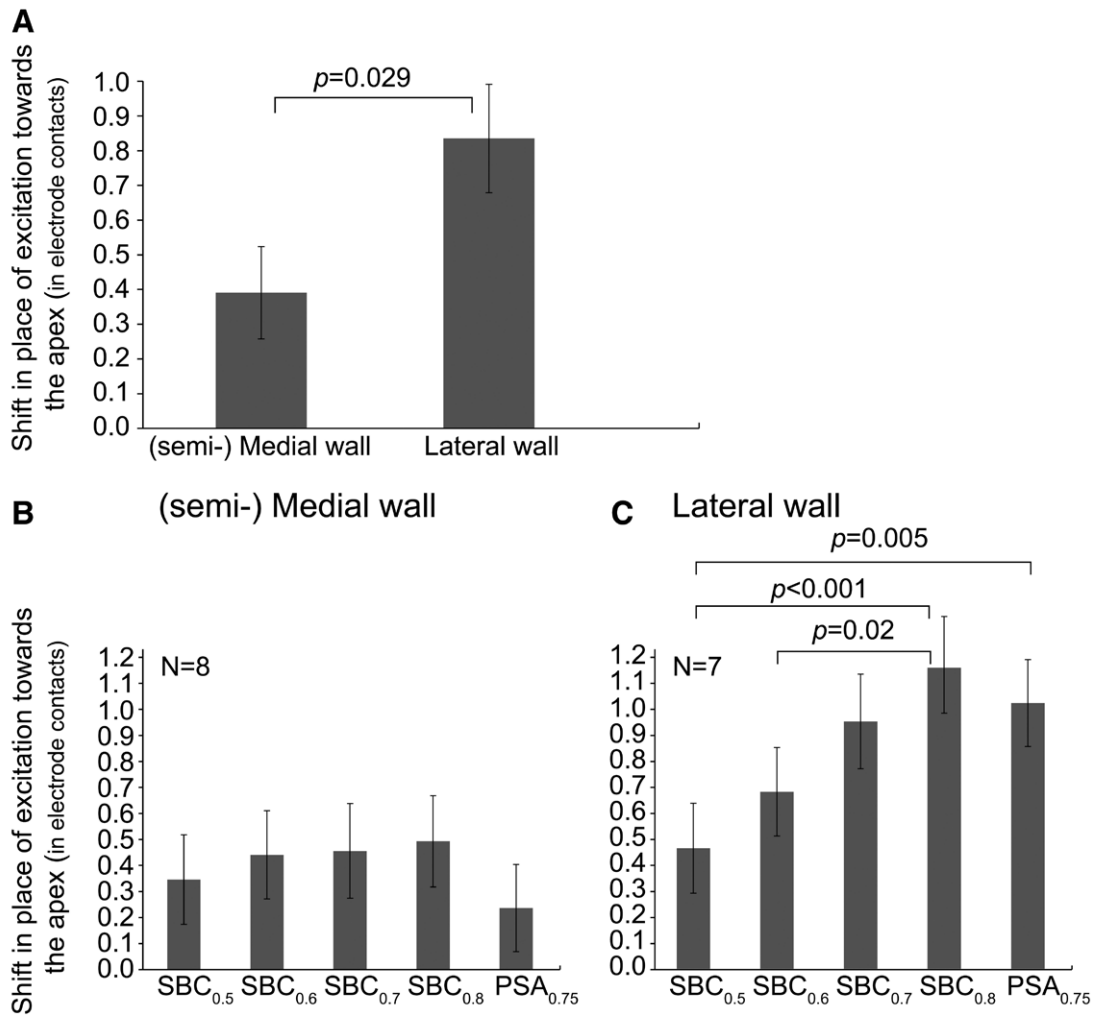 A
Shift in place of excitation towards
the apex (in electrode contacts)
1.0
0.9
0.8
0.7
0.6
0.5
0.4
0.3
0.2
0.1
0.0
p=0.029
(semi-) Medial wall
Lateral wall
B
(semi-) Medial wall
Shift in place of excitation towards
the apex (in electrode contacts)
1.2
1.1
1.0
0.9
0.8
0.7
0.6
0.5
0.4
0.3
0.2
0.1
0.0
N=8
SBC0.5
SBC0.6
SBC0.7
SBC0.8
PSA0.75
C
Lateral wall
p=0.005
p<0.001
p=0.02
1.2
1.1
1.0
0.9
0.8
0.7
0.6
0.5
0.4
0.3
0.2
0.1
0.0
N=7
SBC0.5
SBC0.6
SBC0.7
SBC0.8
PSA0.75